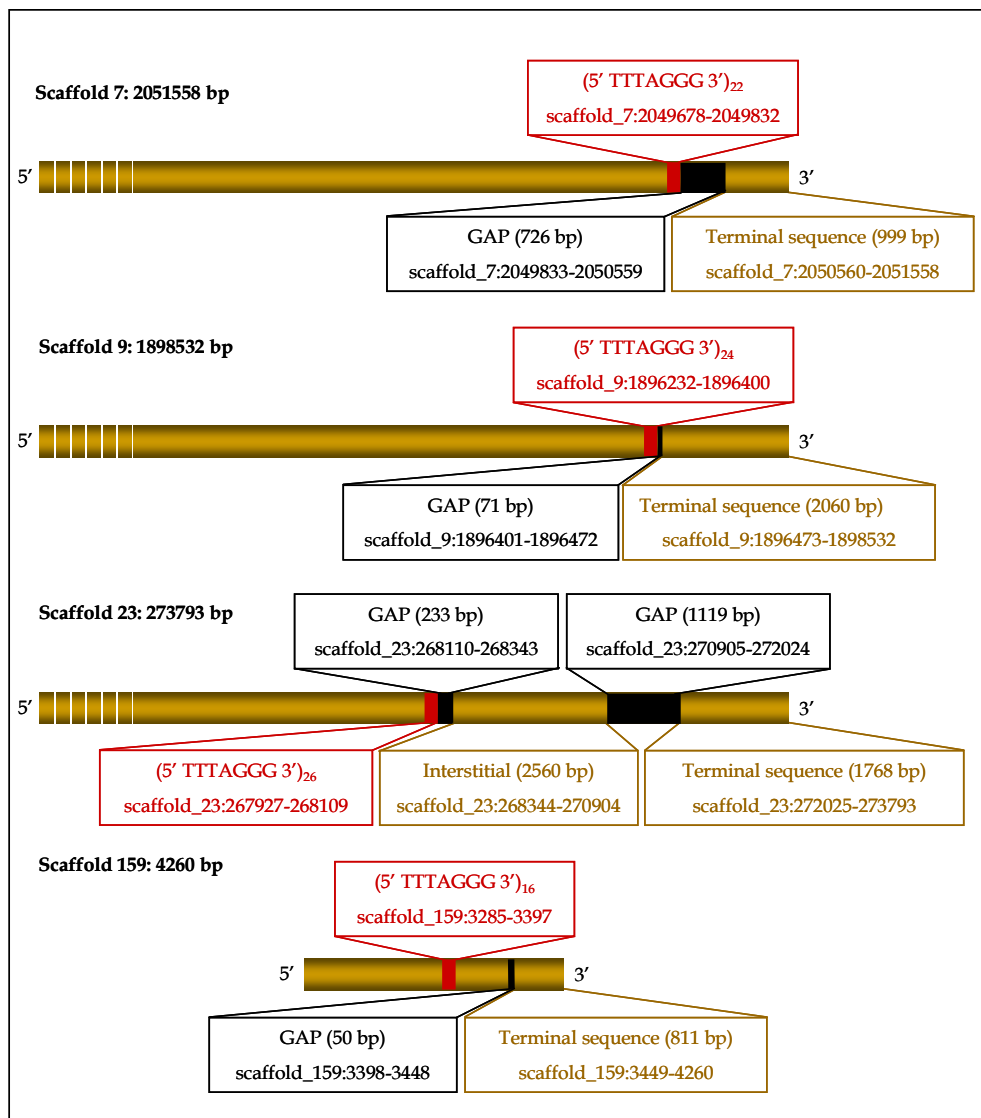 Scaffold 7: 2051558 bp
(5′ TTTAGGG 3′)22
scaffold_7:2049678-2049832
5′
3′
GAP (726 bp)
scaffold_7:2049833-2050559
Terminal sequence (999 bp)
scaffold_7:2050560-2051558
Scaffold 9: 1898532 bp
(5′ TTTAGGG 3′)24
scaffold_9:1896232-1896400
5′
3′
GAP (71 bp)
scaffold_9:1896401-1896472
Terminal sequence (2060 bp)
scaffold_9:1896473-1898532
Scaffold 23: 273793 bp
GAP (233 bp)
scaffold_23:268110-268343
GAP (1119 bp)
scaffold_23:270905-272024
5′
3′
(5′ TTTAGGG 3′)26
scaffold_23:267927-268109
Interstitial (2560 bp)
scaffold_23:268344-270904
Terminal sequence (1768 bp)
scaffold_23:272025-273793
Scaffold 159: 4260 bp
(5′ TTTAGGG 3′)16
scaffold_159:3285-3397
5′
3′
GAP (50 bp)
scaffold_159:3398-3448
Terminal sequence (811 bp)
scaffold_159:3449-4260